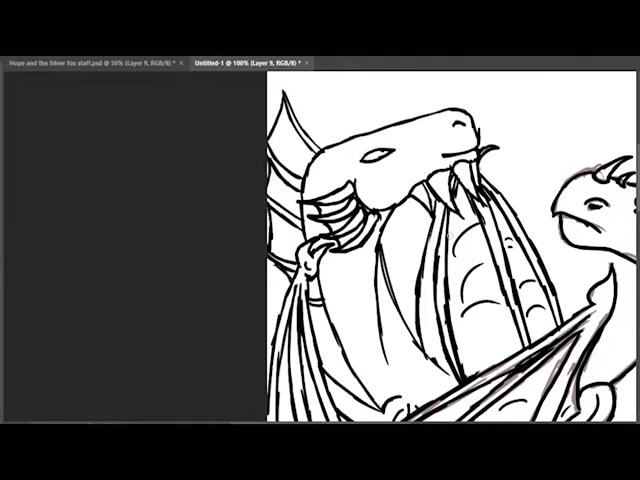 Hope and the Silver fox staff.psd @ 50% (Layer 9, RGB/8) * ×
Untitled-1 @ 100% (Layer 9, RGB/8) * ×